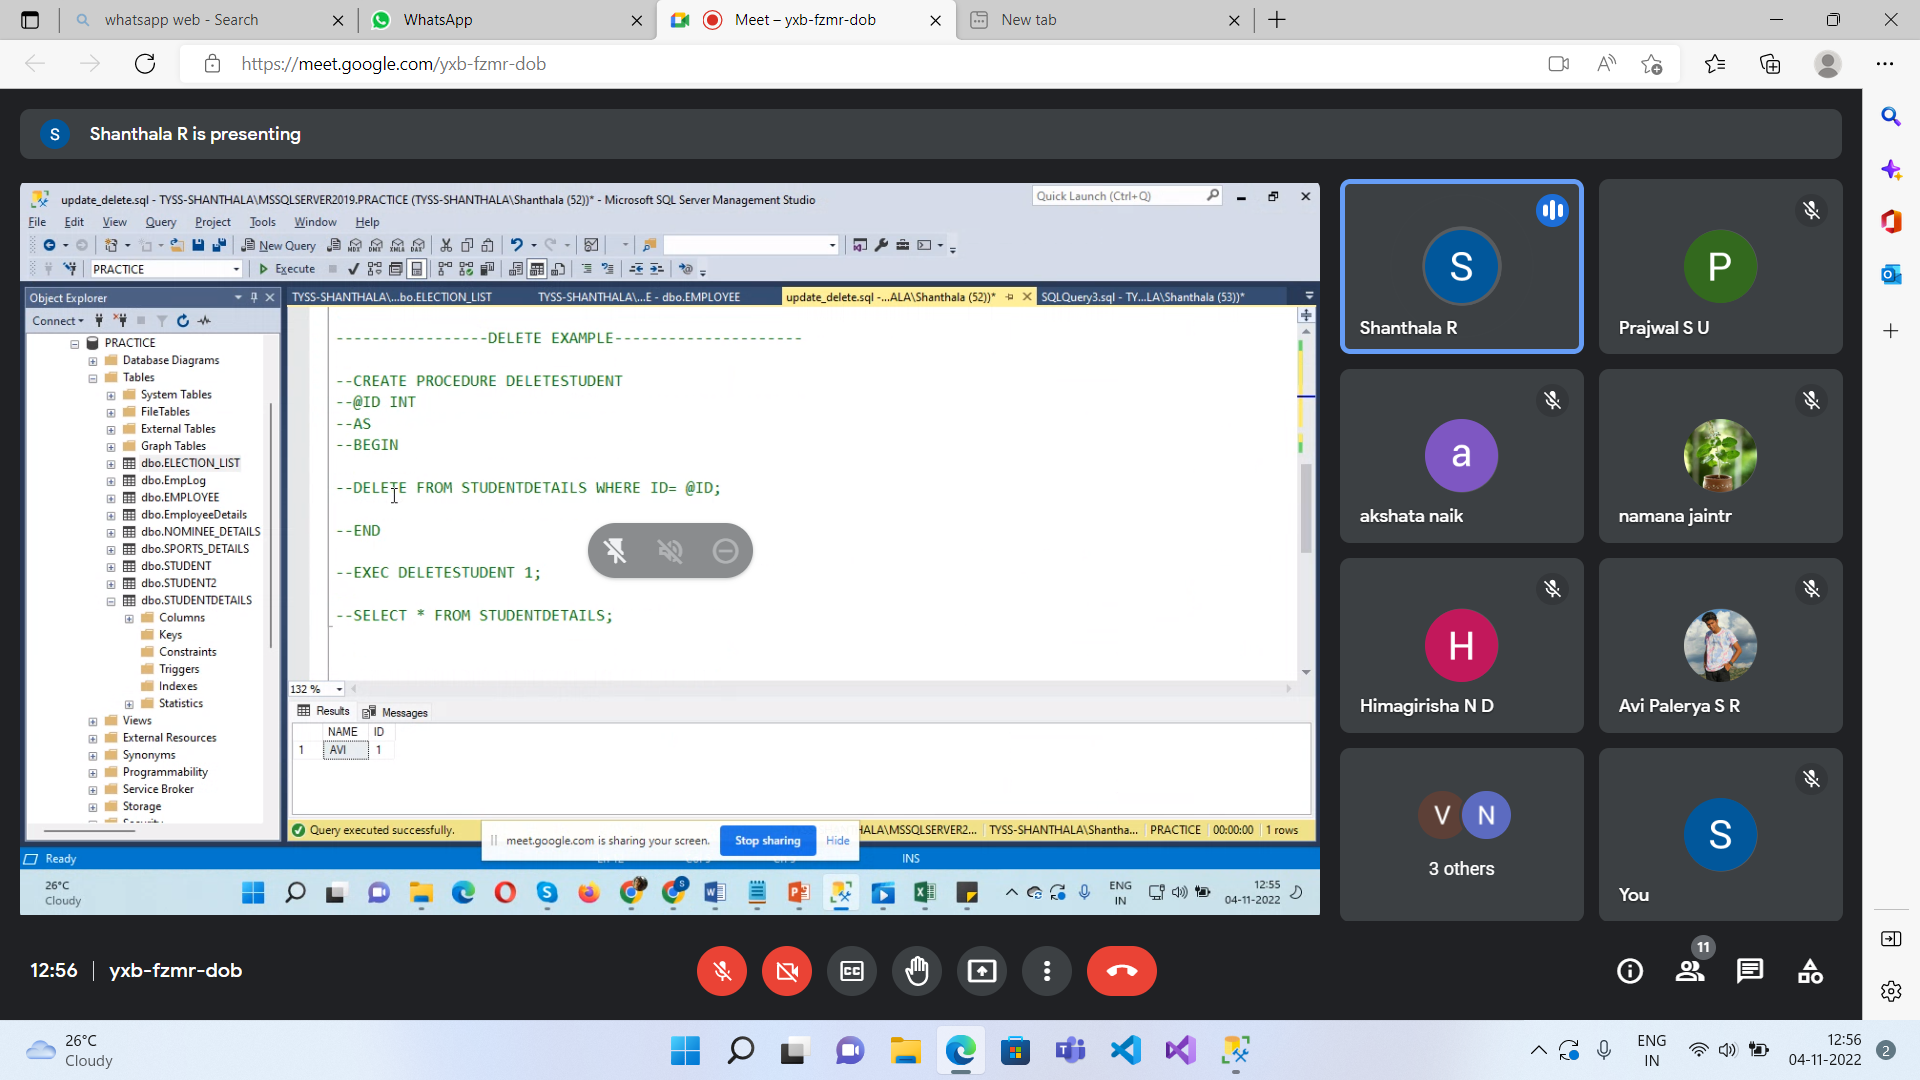 whatsapp web - Search
WhatsApp
Meet – yxb-fzmr-dob
New tab
https://meet.google.com/yxb-fzmr-dob
S
Shanthala R is presenting
update_delete.sql - TYSS-SHANTHALA\MSSQLSERVER2019.PRACTICE (TYSS-SHANTHALA\Shanthala (52))* - Microsoft SQL Server Management Studio
Quick Launch (Ctrl+Q)
File Edit View Query Project Tools Window Help
New Query
PRACTICE
Execute
Object Explorer
Connect
PRACTICE
Database Diagrams
Tables
System Tables
FileTables
External Tables
Graph Tables
dbo.ELECTION_LIST
dbo.EmpLog
dbo.EMPLOYEE
dbo.EmployeeDetails
dbo.NOMINEE_DETAILS
dbo.SPORTS_DETAILS
dbo.STUDENT
dbo.STUDENT2
dbo.STUDENTDETAILS
Columns
Keys
Constraints
Triggers
Indexes
Statistics
Views
External Resources
Synonyms
Programmability
Service Broker
Storage
TYSS-SHANTHALA\...bo.ELECTION_LIST
TYSS-SHANTHALA\...E - dbo.EMPLOYEE
update_delete.sql -...ALA\Shanthala (52))*
SQLQuery3.sql - TY...LA\Shanthala (53))*
-----------------DELETE EXAMPLE---------------------
--CREATE PROCEDURE DELETESTUDENT
--@ID INT
--AS
--BEGIN
--DELETE FROM STUDENTDETAILS WHERE ID= @ID;
--END
--EXEC DELETESTUDENT 1;
--SELECT * FROM STUDENTDETAILS;
132 %
Results Messages
NAME ID
1 AVI 1
Query executed successfully.
meet.google.com is sharing your screen.
Stop sharing
Hide
ALA\MSSQLSERVER2... TYSS-SHANTHALA\Shantha... PRACTICE 00:00:00 1 rows
Ready
INS
26°C
Cloudy
ENG
IN
12:55
04-11-2022
S
Shanthala R
P
Prajwal S U
a
akshata naik
namana jaintr
H
Himagirisha N D
Avi Palerya S R
V N
3 others
S
You
12:56 | yxb-fzmr-dob
11
26°C
Cloudy
ENG
IN
12:56
04-11-2022
2